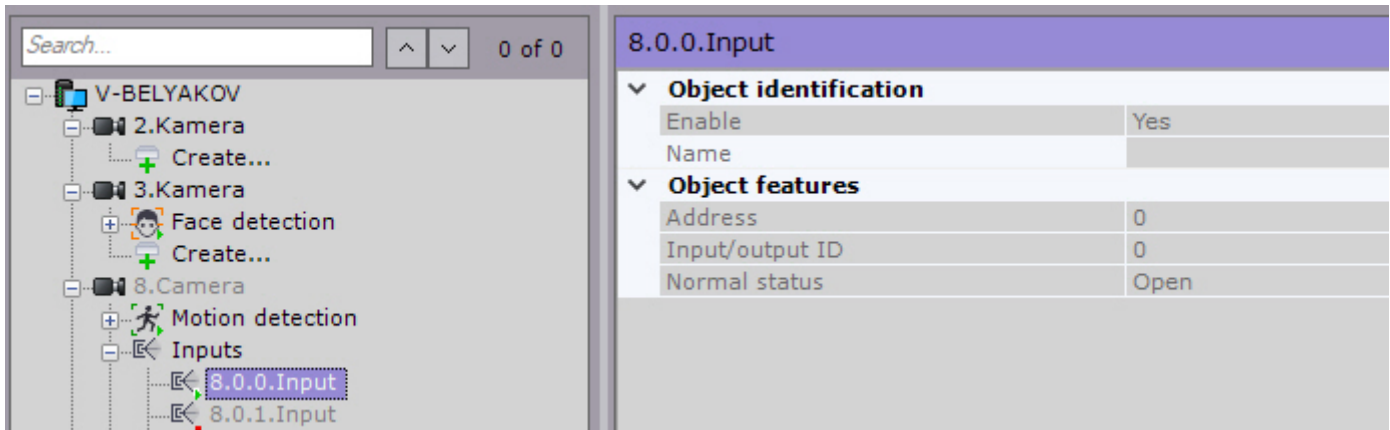 Search...
0 of 0
V-BELYAKOV
2.Kamera
Create...
3.Kamera
Face detection
Create...
8.Camera
Motion detection
Inputs
8.0.0.Input
8.0.1.Input
8.0.0.Input
Object identification
Enable Yes
Name
Object features
Address 0
Input/output ID 0
Normal status Open